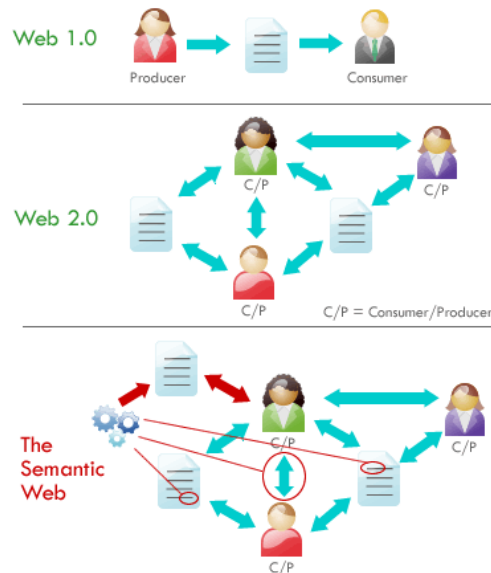 Web 1.0
Producer
Consumer
C/P
C/P
Web 2.0
C/P
C/P = Consumer/Producer
C/P
C/P
The
Semantic
Web
C/P